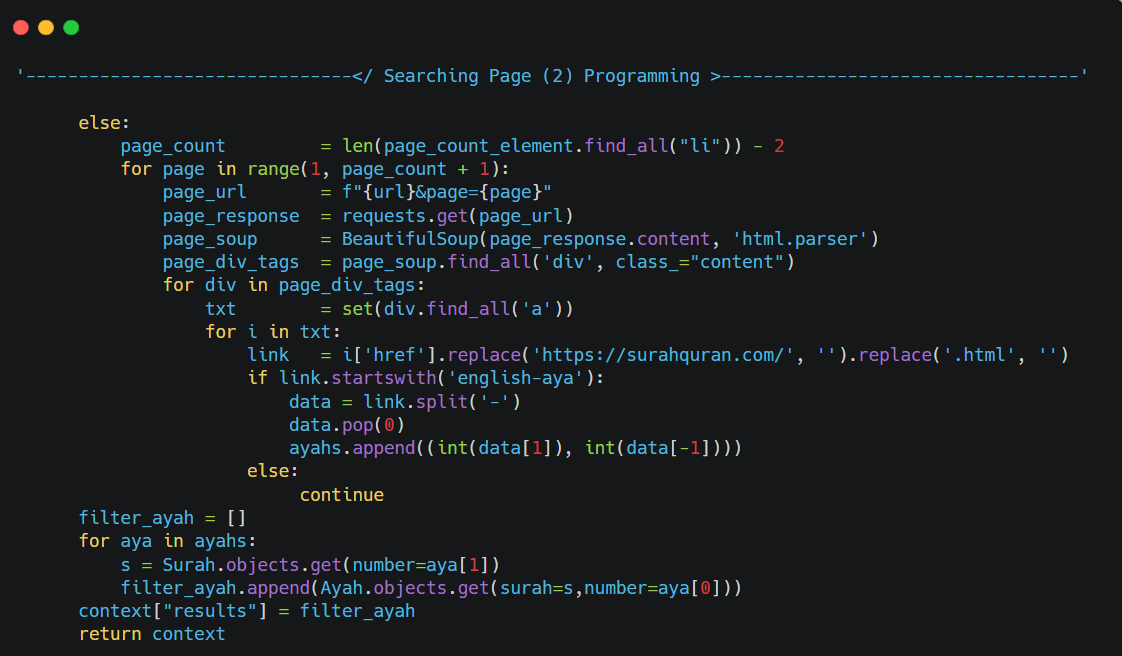 '-------------------------------</ Searching Page (2) Programming >----------------------------------'
else:
    page_count         = len(page_count_element.find_all("li")) - 2
    for page in range(1, page_count + 1):
        page_url       = f"{url}&page={page}"
        page_response  = requests.get(page_url)
        page_soup      = BeautifulSoup(page_response.content, 'html.parser')
        page_div_tags  = page_soup.find_all('div', class_="content")
        for div in page_div_tags:
            txt        = set(div.find_all('a'))
            for i in txt:
                link   = i['href'].replace('https://surahquran.com/', '').replace('.html', '')
                if link.startswith('english-aya'):
                    data = link.split('-')
                    data.pop(0)
                    ayahs.append((int(data[1]), int(data[-1])))
                else:
                     continue
filter_ayah = []
for aya in ayahs:
    s = Surah.objects.get(number=aya[1])
    filter_ayah.append(Ayah.objects.get(surah=s,number=aya[0]))
context["results"] = filter_ayah
return context